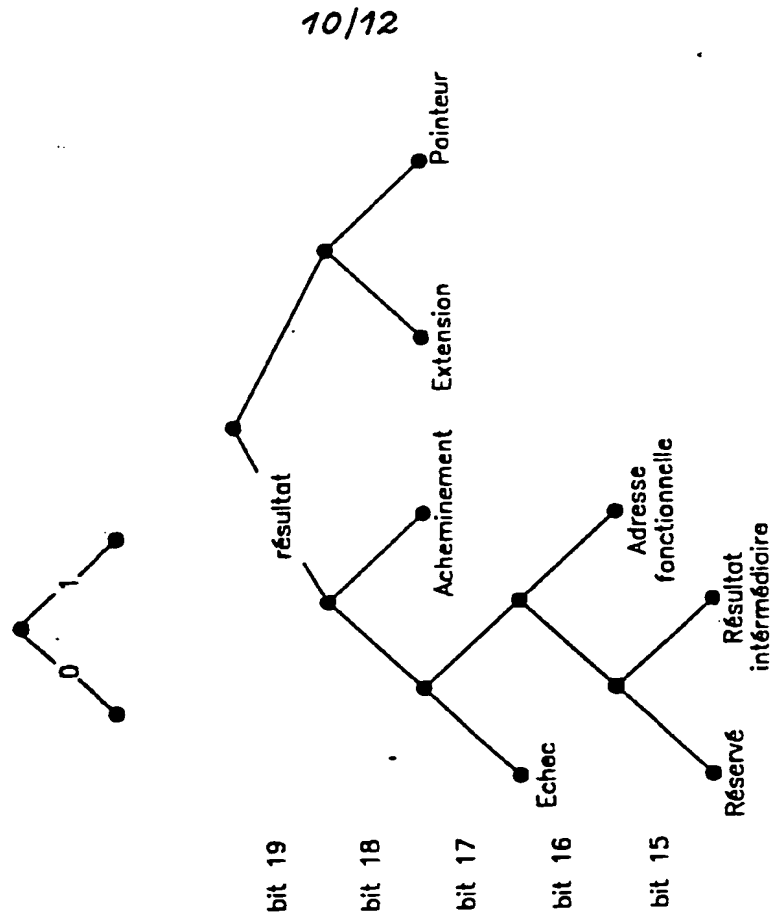 10/12
0
1
résultat
Pointeur
Extension
Acheminement
Adresse
fonctionnelle
Echec
Résultat
intérmédiaire
Réservé
bit 19
bit 18
bit 17
bit 16
bit 15